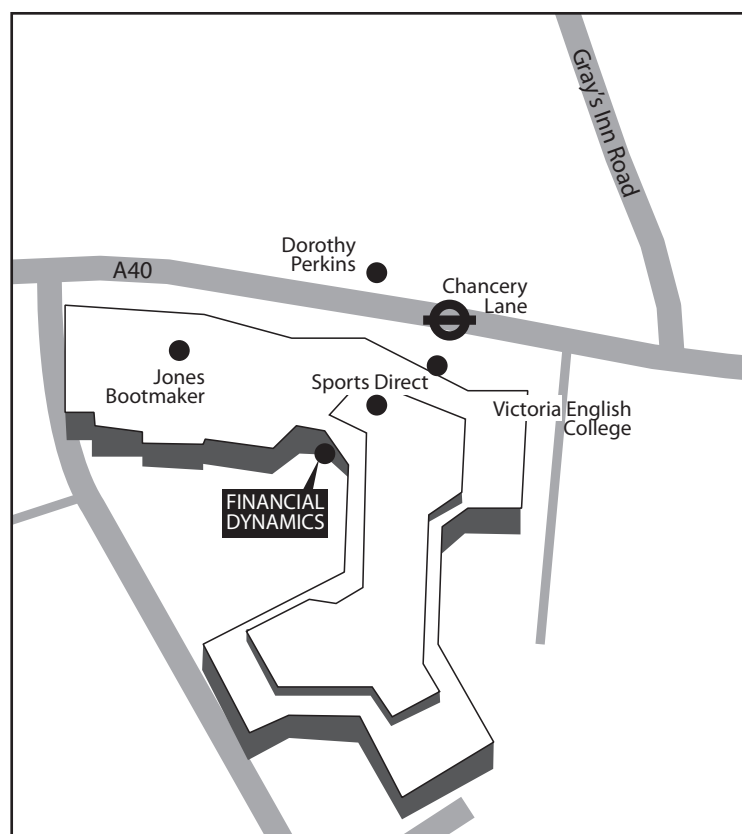 Gray's Inn Road
Dorothy
Perkins
A40
Chancery
Lane
Jones
Bootmaker
Sports Direct
Victoria English
College
FINANCIAL
DYNAMICS